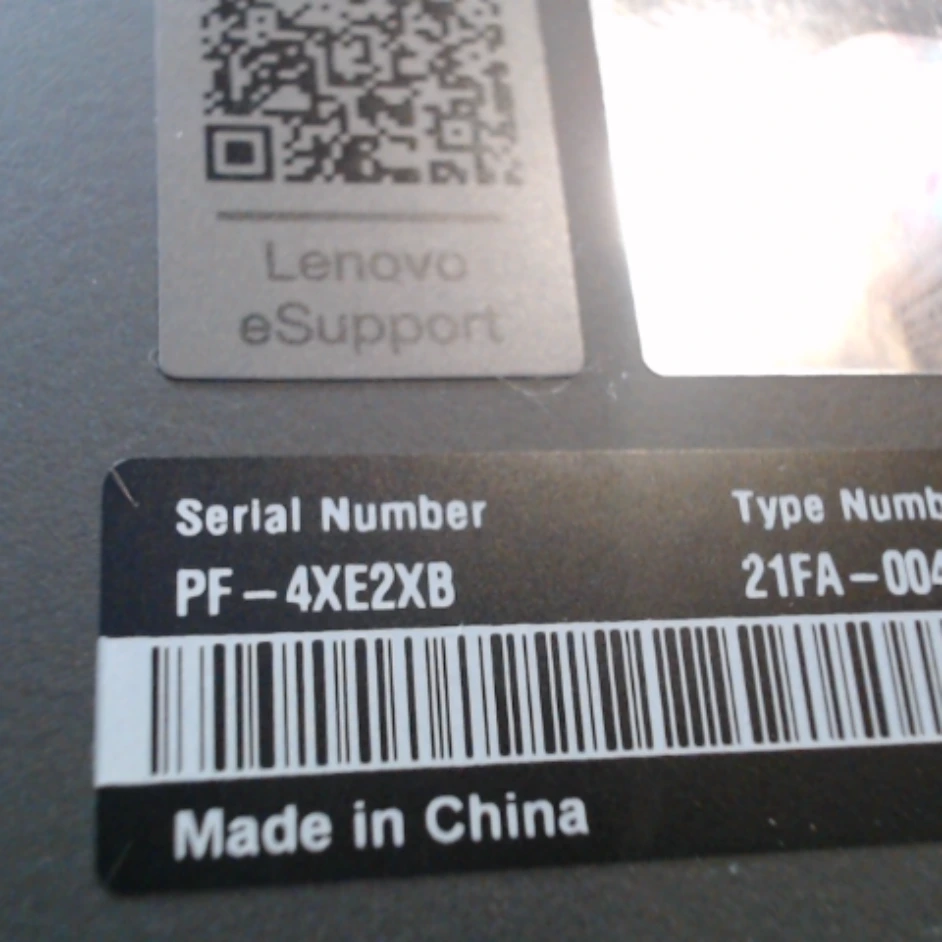 Lenovo
eSupport
Serial Number
Type Numb
PF-4XE2XB
21FA-004
Made in China